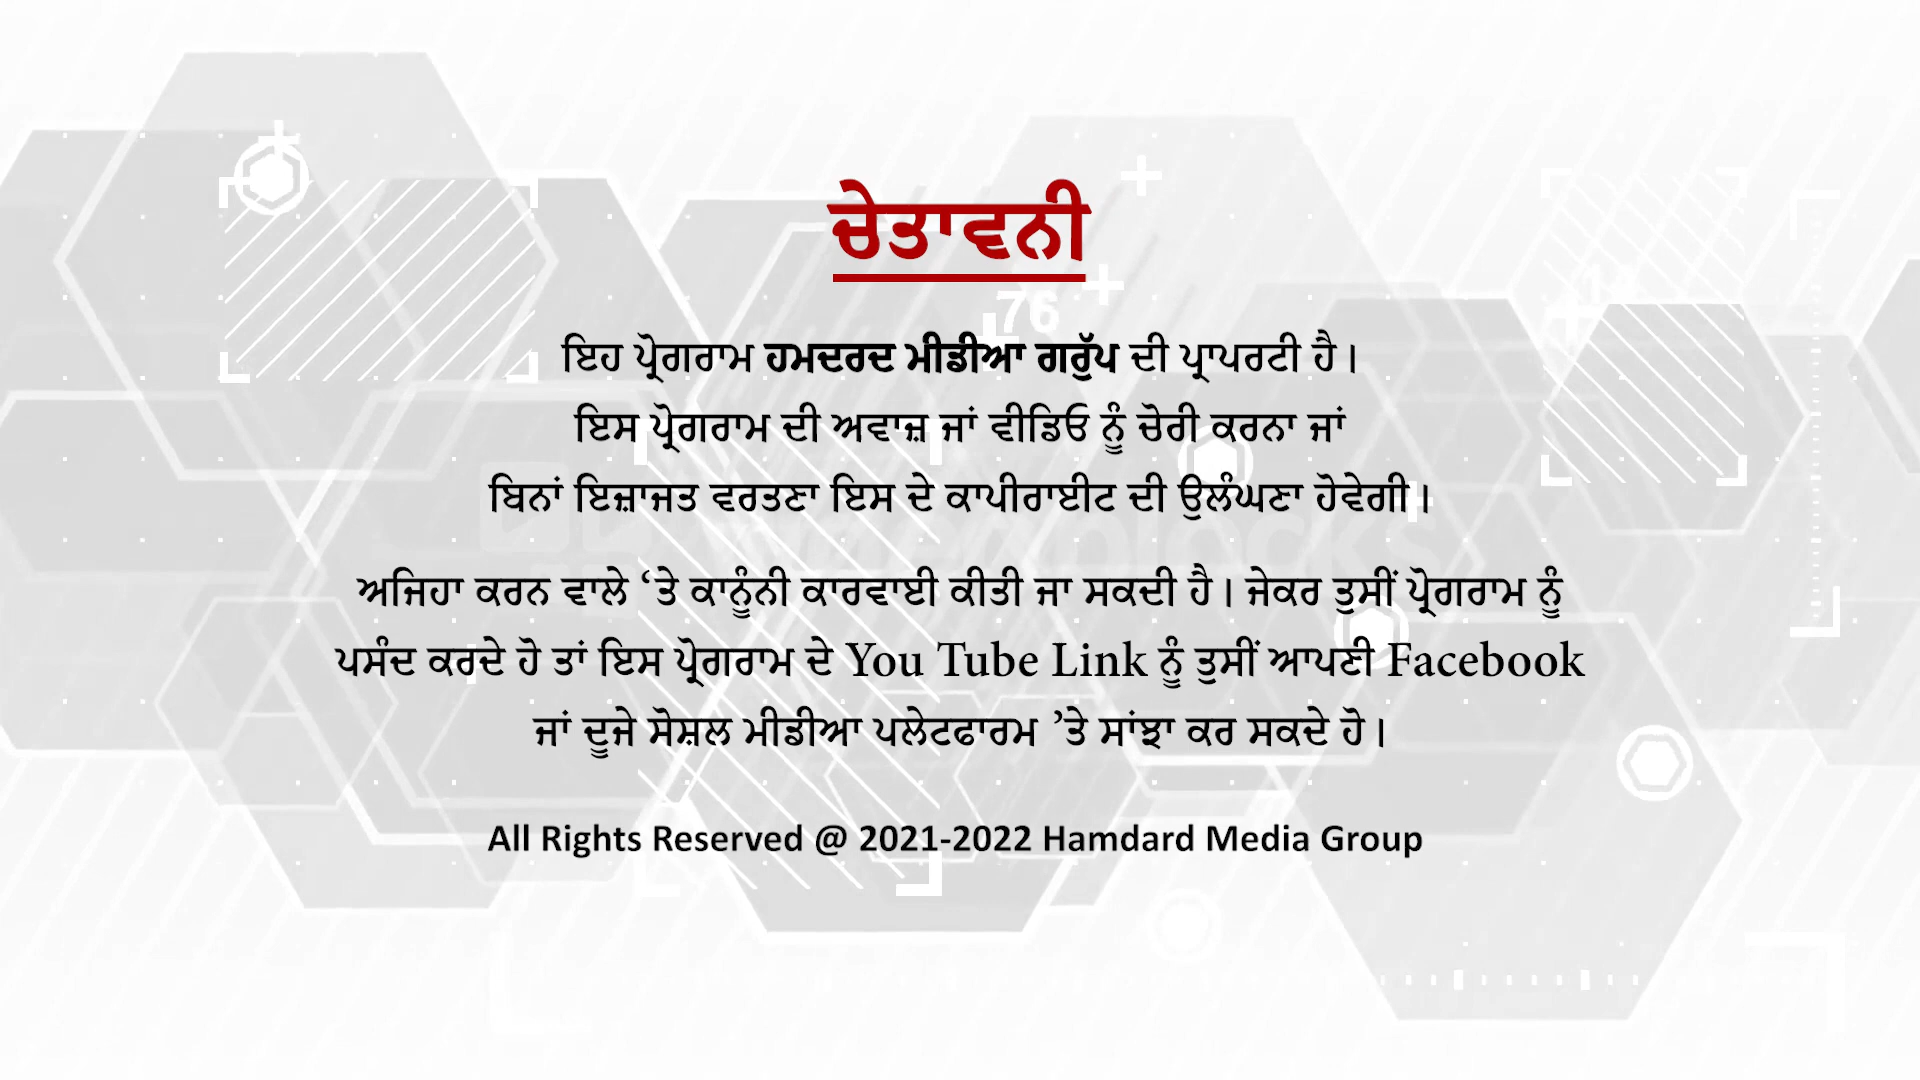 ਚੇਤਾਵਨੀ
76
ਇਹ ਪ੍ਰੋਗਰਾਮ ਹਮਦਰਦ ਮੀਡੀਆ ਗਰੁੱਪ ਦੀ ਪ੍ਰਾਪਰਟੀ ਹੈ।
ਇਸ ਪ੍ਰੋਗਰਾਮ ਦੀ ਅਵਾਜ਼ ਜਾਂ ਵੀਡਿਓ ਨੂੰ ਚੋਰੀ ਕਰਨਾ ਜਾਂ
ਬਿਨਾਂ ਇਜ਼ਾਜਤ ਵਰਤਣਾ ਇਸ ਦੇ ਕਾਪੀਰਾਈਟ ਦੀ ਉਲੰਘਣਾ ਹੋਵੇਗੀ।
ਅਜਿਹਾ ਕਰਨ ਵਾਲੇ ‘ਤੇ ਕਾਨੂੰਨੀ ਕਾਰਵਾਈ ਕੀਤੀ ਜਾ ਸਕਦੀ ਹੈ। ਜੇਕਰ ਤੁਸੀਂ ਪ੍ਰੋਗਰਾਮ ਨੂੰ
ਪਸੰਦ ਕਰਦੇ ਹੋ ਤਾਂ ਇਸ ਪ੍ਰੋਗਰਾਮ ਦੇ You Tube Link ਨੂੰ ਤੁਸੀਂ ਆਪਣੀ Facebook
ਜਾਂ ਦੂਜੇ ਸੋਸ਼ਲ ਮੀਡੀਆ ਪਲੇਟਫਾਰਮ ’ਤੇ ਸਾਂਝਾ ਕਰ ਸਕਦੇ ਹੋ।
All Rights Reserved @ 2021-2022 Hamdard Media Group